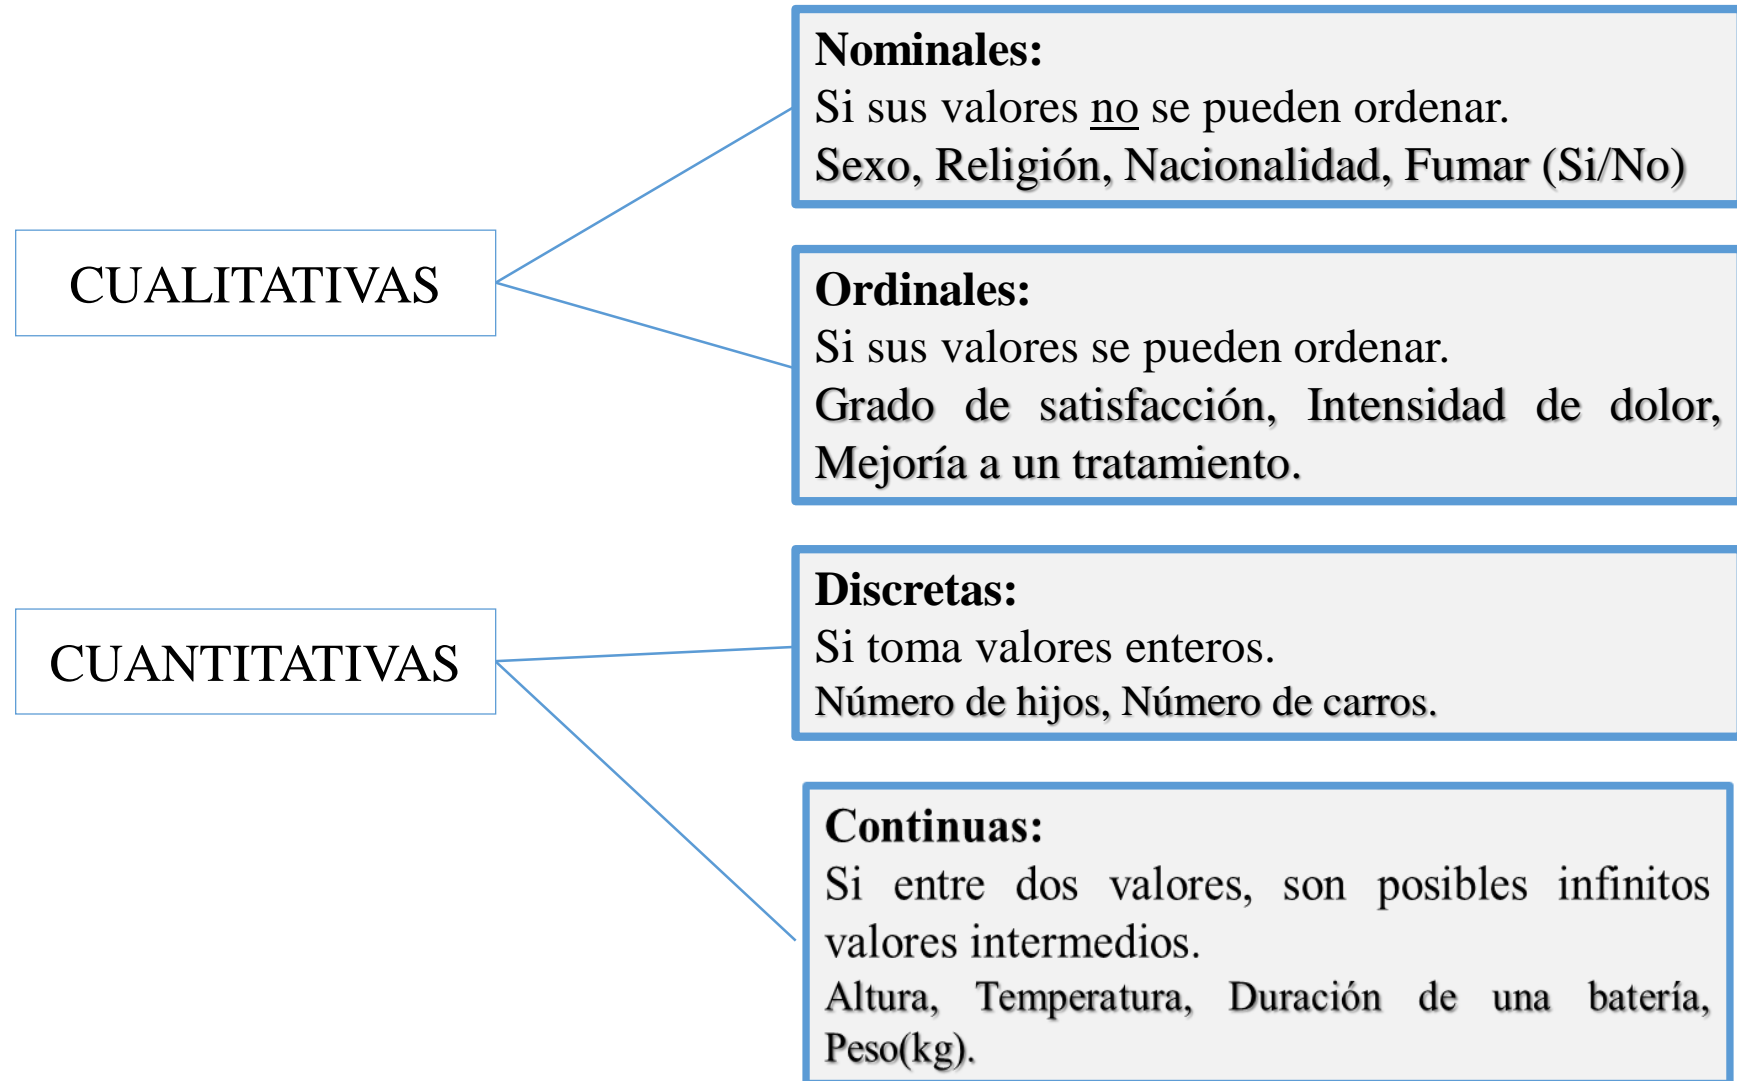 CUALITATIVAS
Nominales:
Si sus valores no se pueden ordenar.
Sexo, Religión, Nacionalidad, Fumar (Si/No)
Ordinales:
Si sus valores se pueden ordenar.
Grado de satisfacción, Intensidad de dolor,
Mejoría a un tratamiento.
CUANTITATIVAS
Discretas:
Si toma valores enteros.
Número de hijos, Número de carros.
Continuas:
Si entre dos valores, son posibles infinitos
valores intermedios.
Altura, Temperatura, Duración de una batería,
Peso(kg).